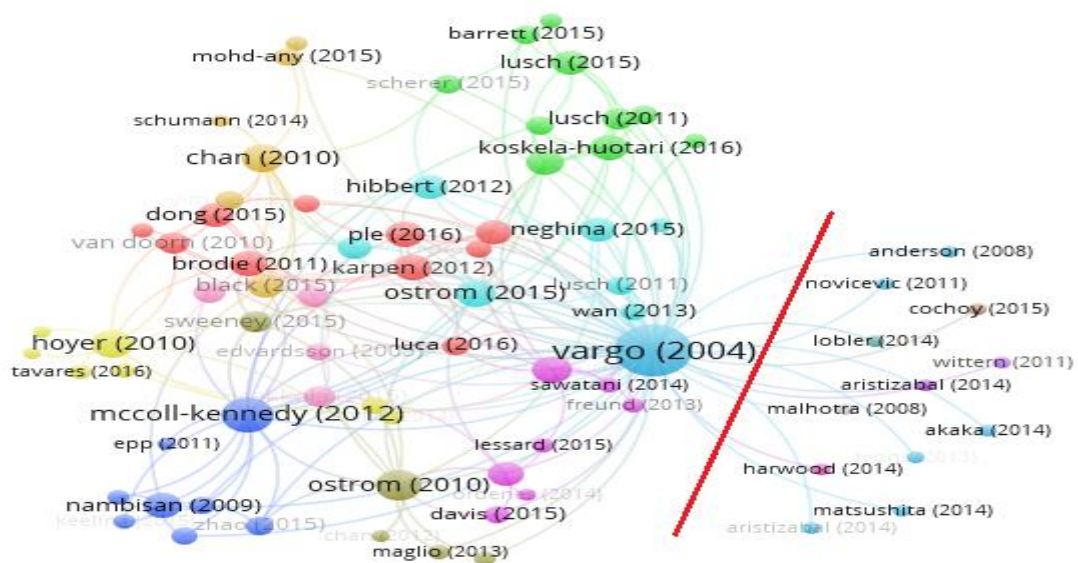 barrett (2015)
mohd-any (2015)
lusch (2015)
scherer (2015)
schumann (2014)
lusch (2011)
koskela-huotari (2016)
chan (2010)
hibbert (2012)
dong (2015)
neghina (2015)
ple (2016)
van doorn (2010)
anderson (2008)
brodie (2011)
karpen (2012)
black (2015)
ostrom (2015)
lusch (2011)
novicevic (2011)
wan (2013)
cochoy (2015)
sweeney (2015)
hoyer (2010)
edvardsson (2005)
luca (2016)
vargo (2004)
lobler (2014)
wittern (2011)
tavares (2016)
sawatani (2014)
aristizabal (2014)
freund (2013)
malhotra (2008)
mccoll-kennedy (2012)
akaka (2014)
epp (2011)
lessard (2015)
harwood (2014)
ostrom (2010)
nambisan (2009)
davis (2015)
matsushita (2014)
zhao (2015)
aristizabal (2014)
chan (2012)
maglio (2013)